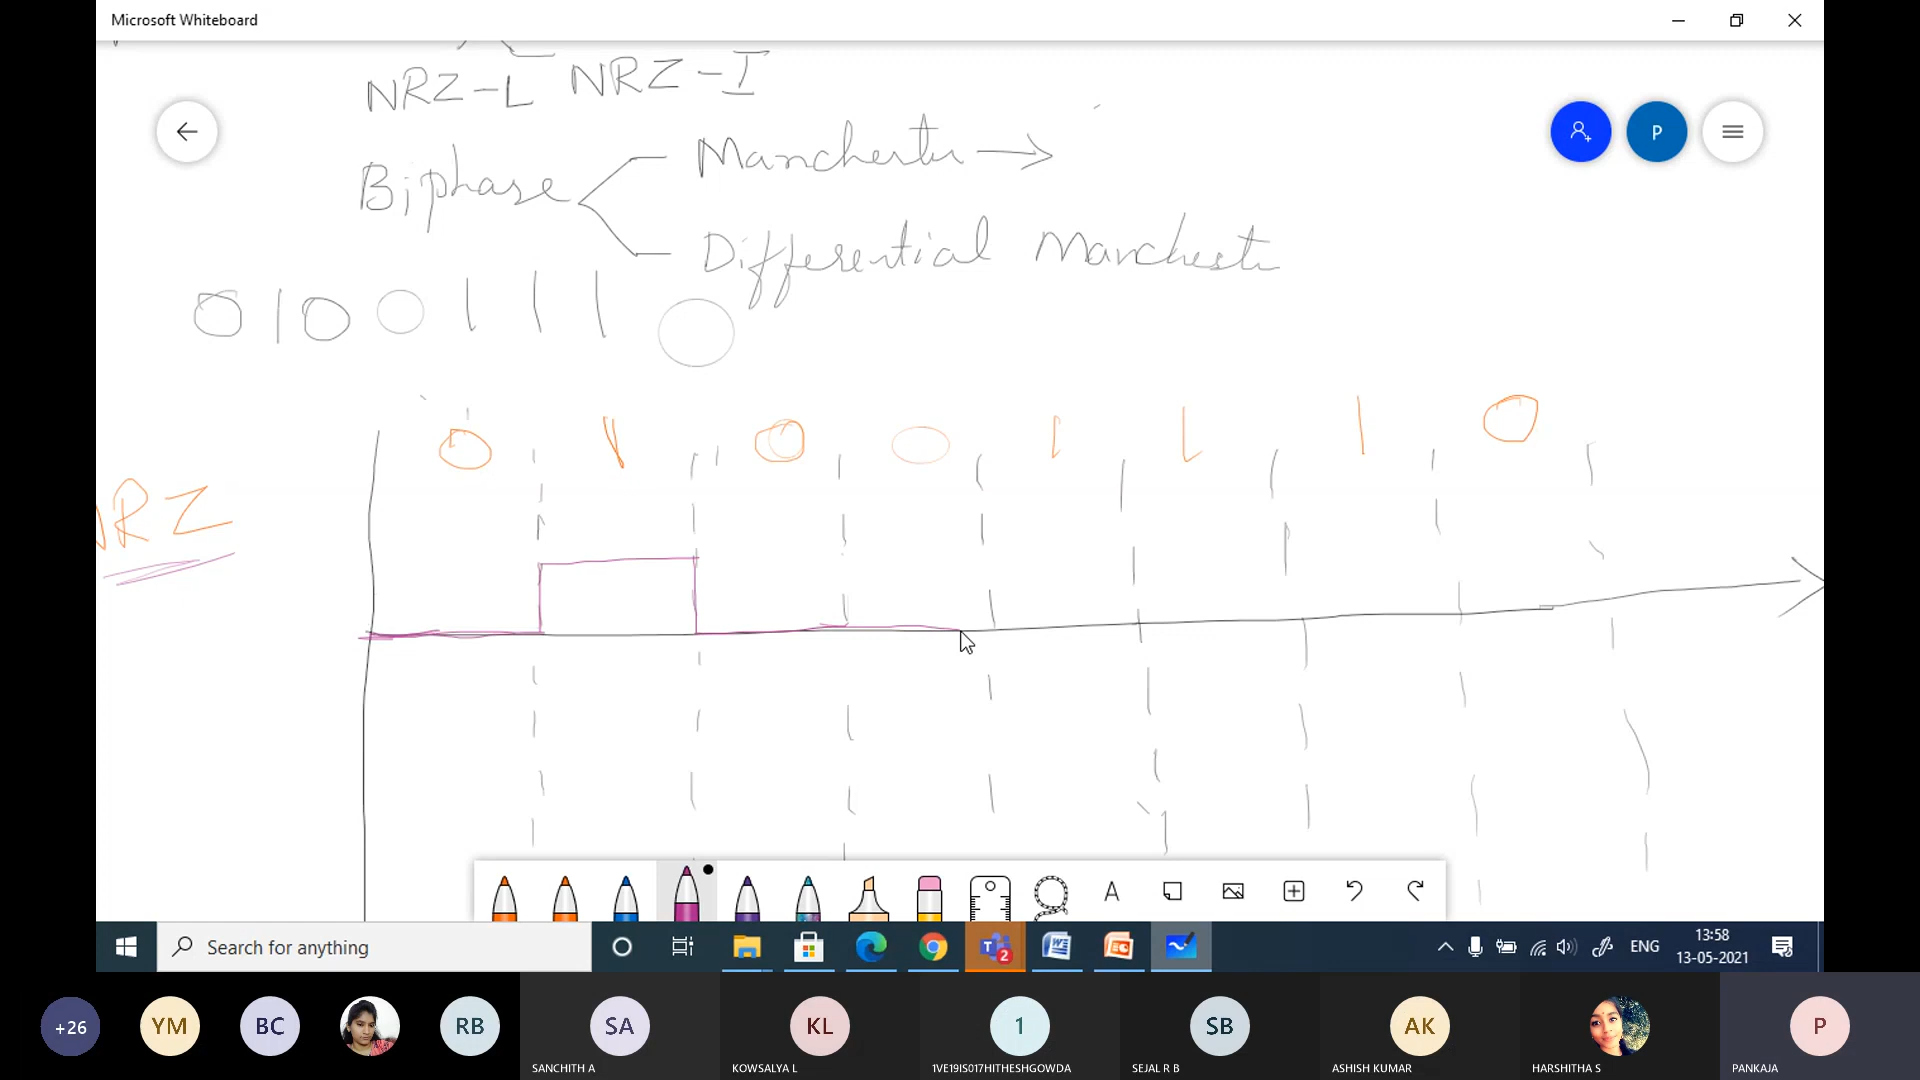 Microsoft Whiteboard
NRZ-L NRZ-I
P
Manchester →
Biphase
Differential Manchester
0 1 0 0 1 1 1 0
0 1 0 0 1 1 1 0
NRZ
A
Search for anything
2
ENG
13:58
13-05-2021
+26
YM
BC
RB
SA
KL
1
SB
AK
P
SANCHITH A
KOWSALYA L
1VE19IS017HITHESHGOWDA
SEJAL R B
ASHISH KUMAR
HARSHITHA S
PANKAJA